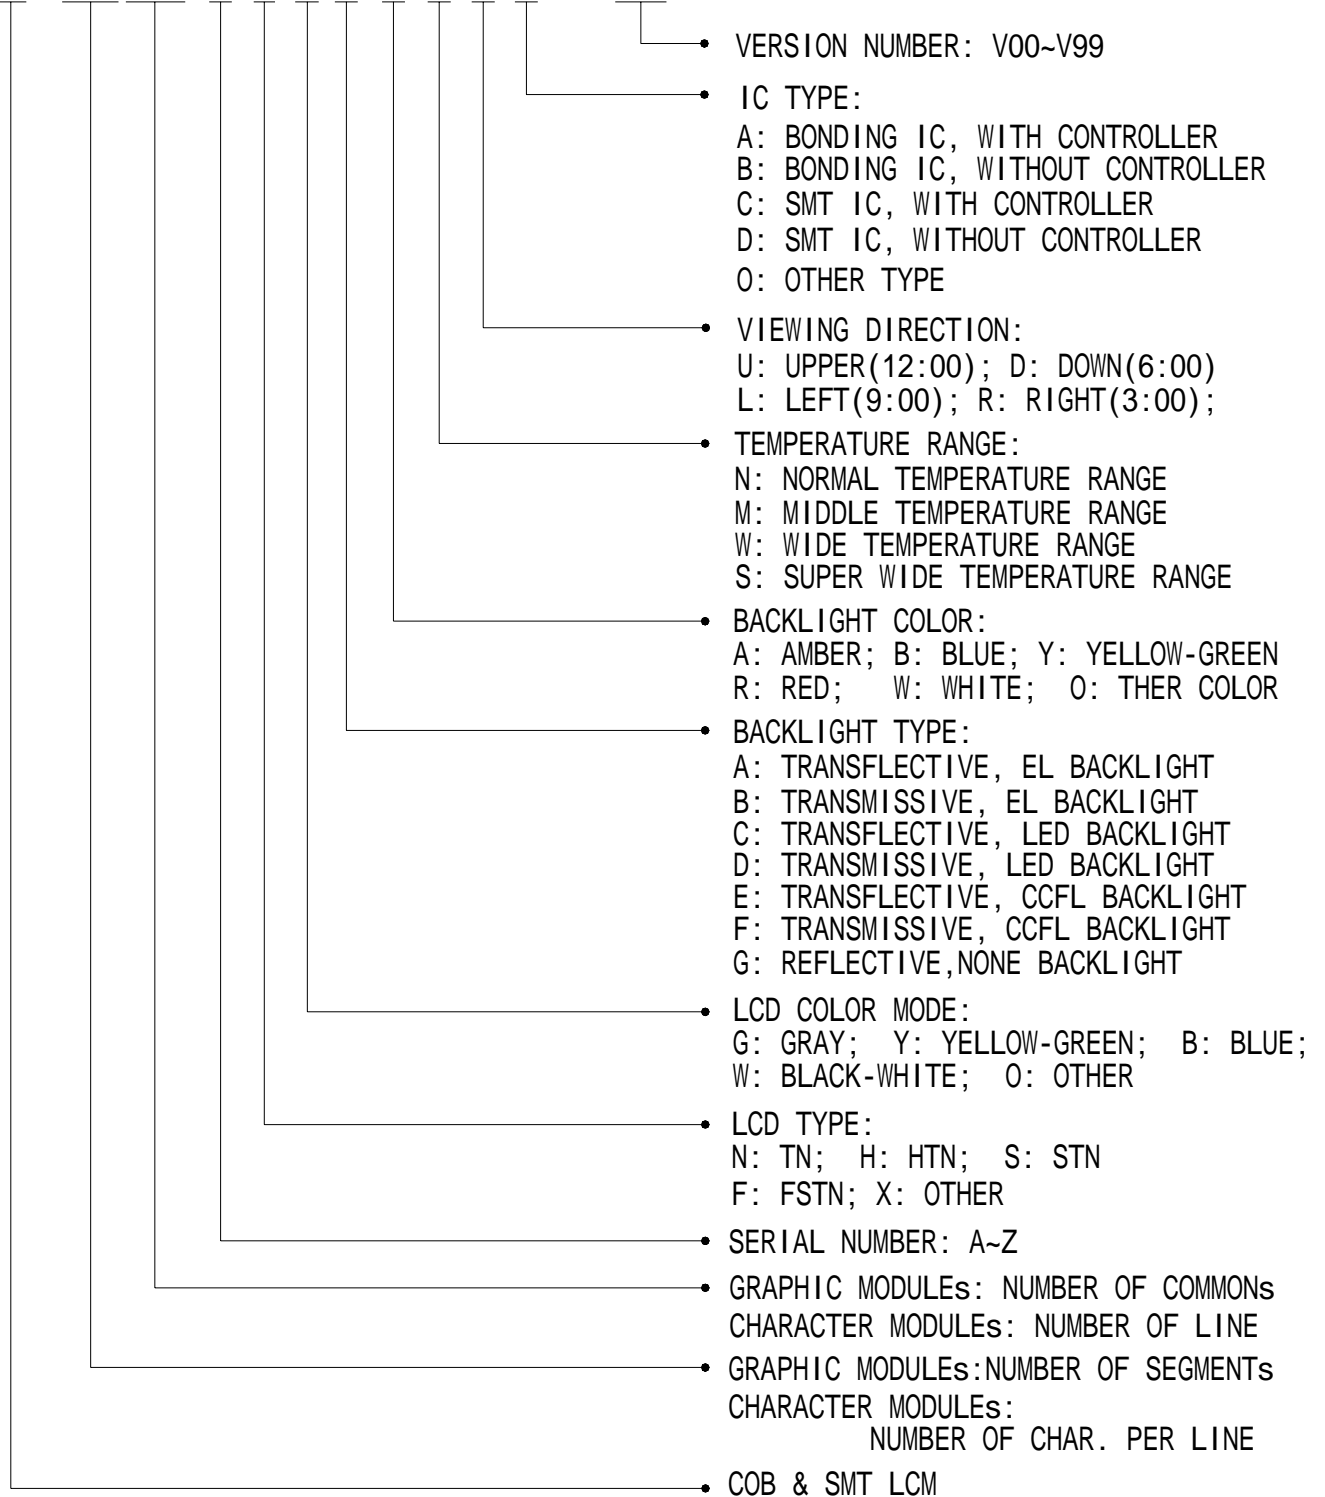 VERSION NUMBER: V00~V99
IC TYPE:
A: BONDING IC, WITH CONTROLLER
B: BONDING IC, WITHOUT CONTROLLER
C: SMT IC, WITH CONTROLLER
D: SMT IC, WITHOUT CONTROLLER
O: OTHER TYPE
VIEWING DIRECTION:
U: UPPER(12:00); D: DOWN(6:00)
L: LEFT(9:00); R: RIGHT(3:00);
TEMPERATURE RANGE:
N: NORMAL TEMPERATURE RANGE
M: MIDDLE TEMPERATURE RANGE
W: WIDE TEMPERATURE RANGE
S: SUPER WIDE TEMPERATURE RANGE
BACKLIGHT COLOR:
A: AMBER; B: BLUE; Y: YELLOW-GREEN
R: RED; W: WHITE; O: THER COLOR
BACKLIGHT TYPE:
A: TRANSFLECTIVE, EL BACKLIGHT
B: TRANSMISSIVE, EL BACKLIGHT
C: TRANSFLECTIVE, LED BACKLIGHT
D: TRANSMISSIVE, LED BACKLIGHT
E: TRANSFLECTIVE, CCFL BACKLIGHT
F: TRANSMISSIVE, CCFL BACKLIGHT
G: REFLECTIVE,NONE BACKLIGHT
LCD COLOR MODE:
G: GRAY; Y: YELLOW-GREEN; B: BLUE;
W: BLACK-WHITE; O: OTHER
LCD TYPE:
N: TN; H: HTN; S: STN
F: FSTN; X: OTHER
SERIAL NUMBER: A~Z
GRAPHIC MODULEs: NUMBER OF COMMONs
CHARACTER MODULEs: NUMBER OF LINE
GRAPHIC MODULEs:NUMBER OF SEGMENTs
CHARACTER MODULEs:
NUMBER OF CHAR. PER LINE
COB & SMT LCM